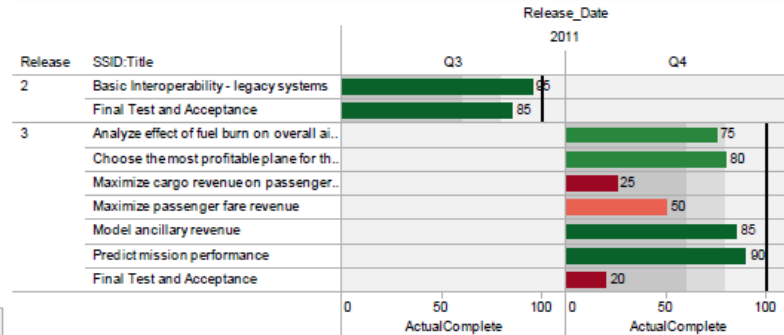 Release_Date
2011
Release SSID:Title Q3 Q4
2 Basic Interoperability - legacy systems 95
Final Test and Acceptance 85
3 Analyze effect of fuel burn on overall ai.. 75
Choose the most profitable plane for th.. 80
Maximize cargo revenue on passenger.. 25
Maximize passenger fare revenue 50
Model ancillary revenue 85
Predict mission performance 90
Final Test and Acceptance 20
0 50 100 0 50 100
ActualComplete ActualComplete